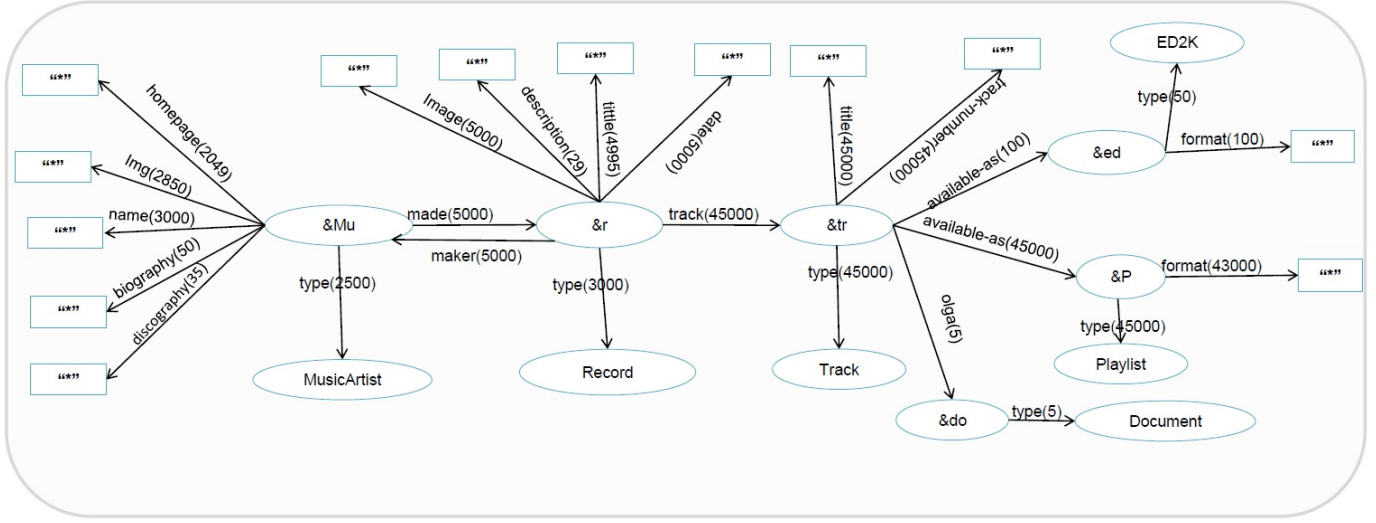 ED2K
“*”
“*”
“*”
“*”
“*”
“*”
“*”
homepage(2049)
Image(5000)
description(29)
tittle(4995)
date(5000)
title(45000)
track-number(45000)
type(50)
“*”
Img(2850)
available-as(100)
&ed
format(100)
“*”
“*”
name(3000)
&Mu
made(5000)
&r
track(45000)
&tr
available-as(45000)
maker(5000)
biography(50)
type(2500)
type(3000)
type(45000)
&P
format(43000)
“*”
“*”
discography(35)
olga(5)
type(45000)
“*”
MusicArtist
Record
Track
Playlist
&do
type(5)
Document